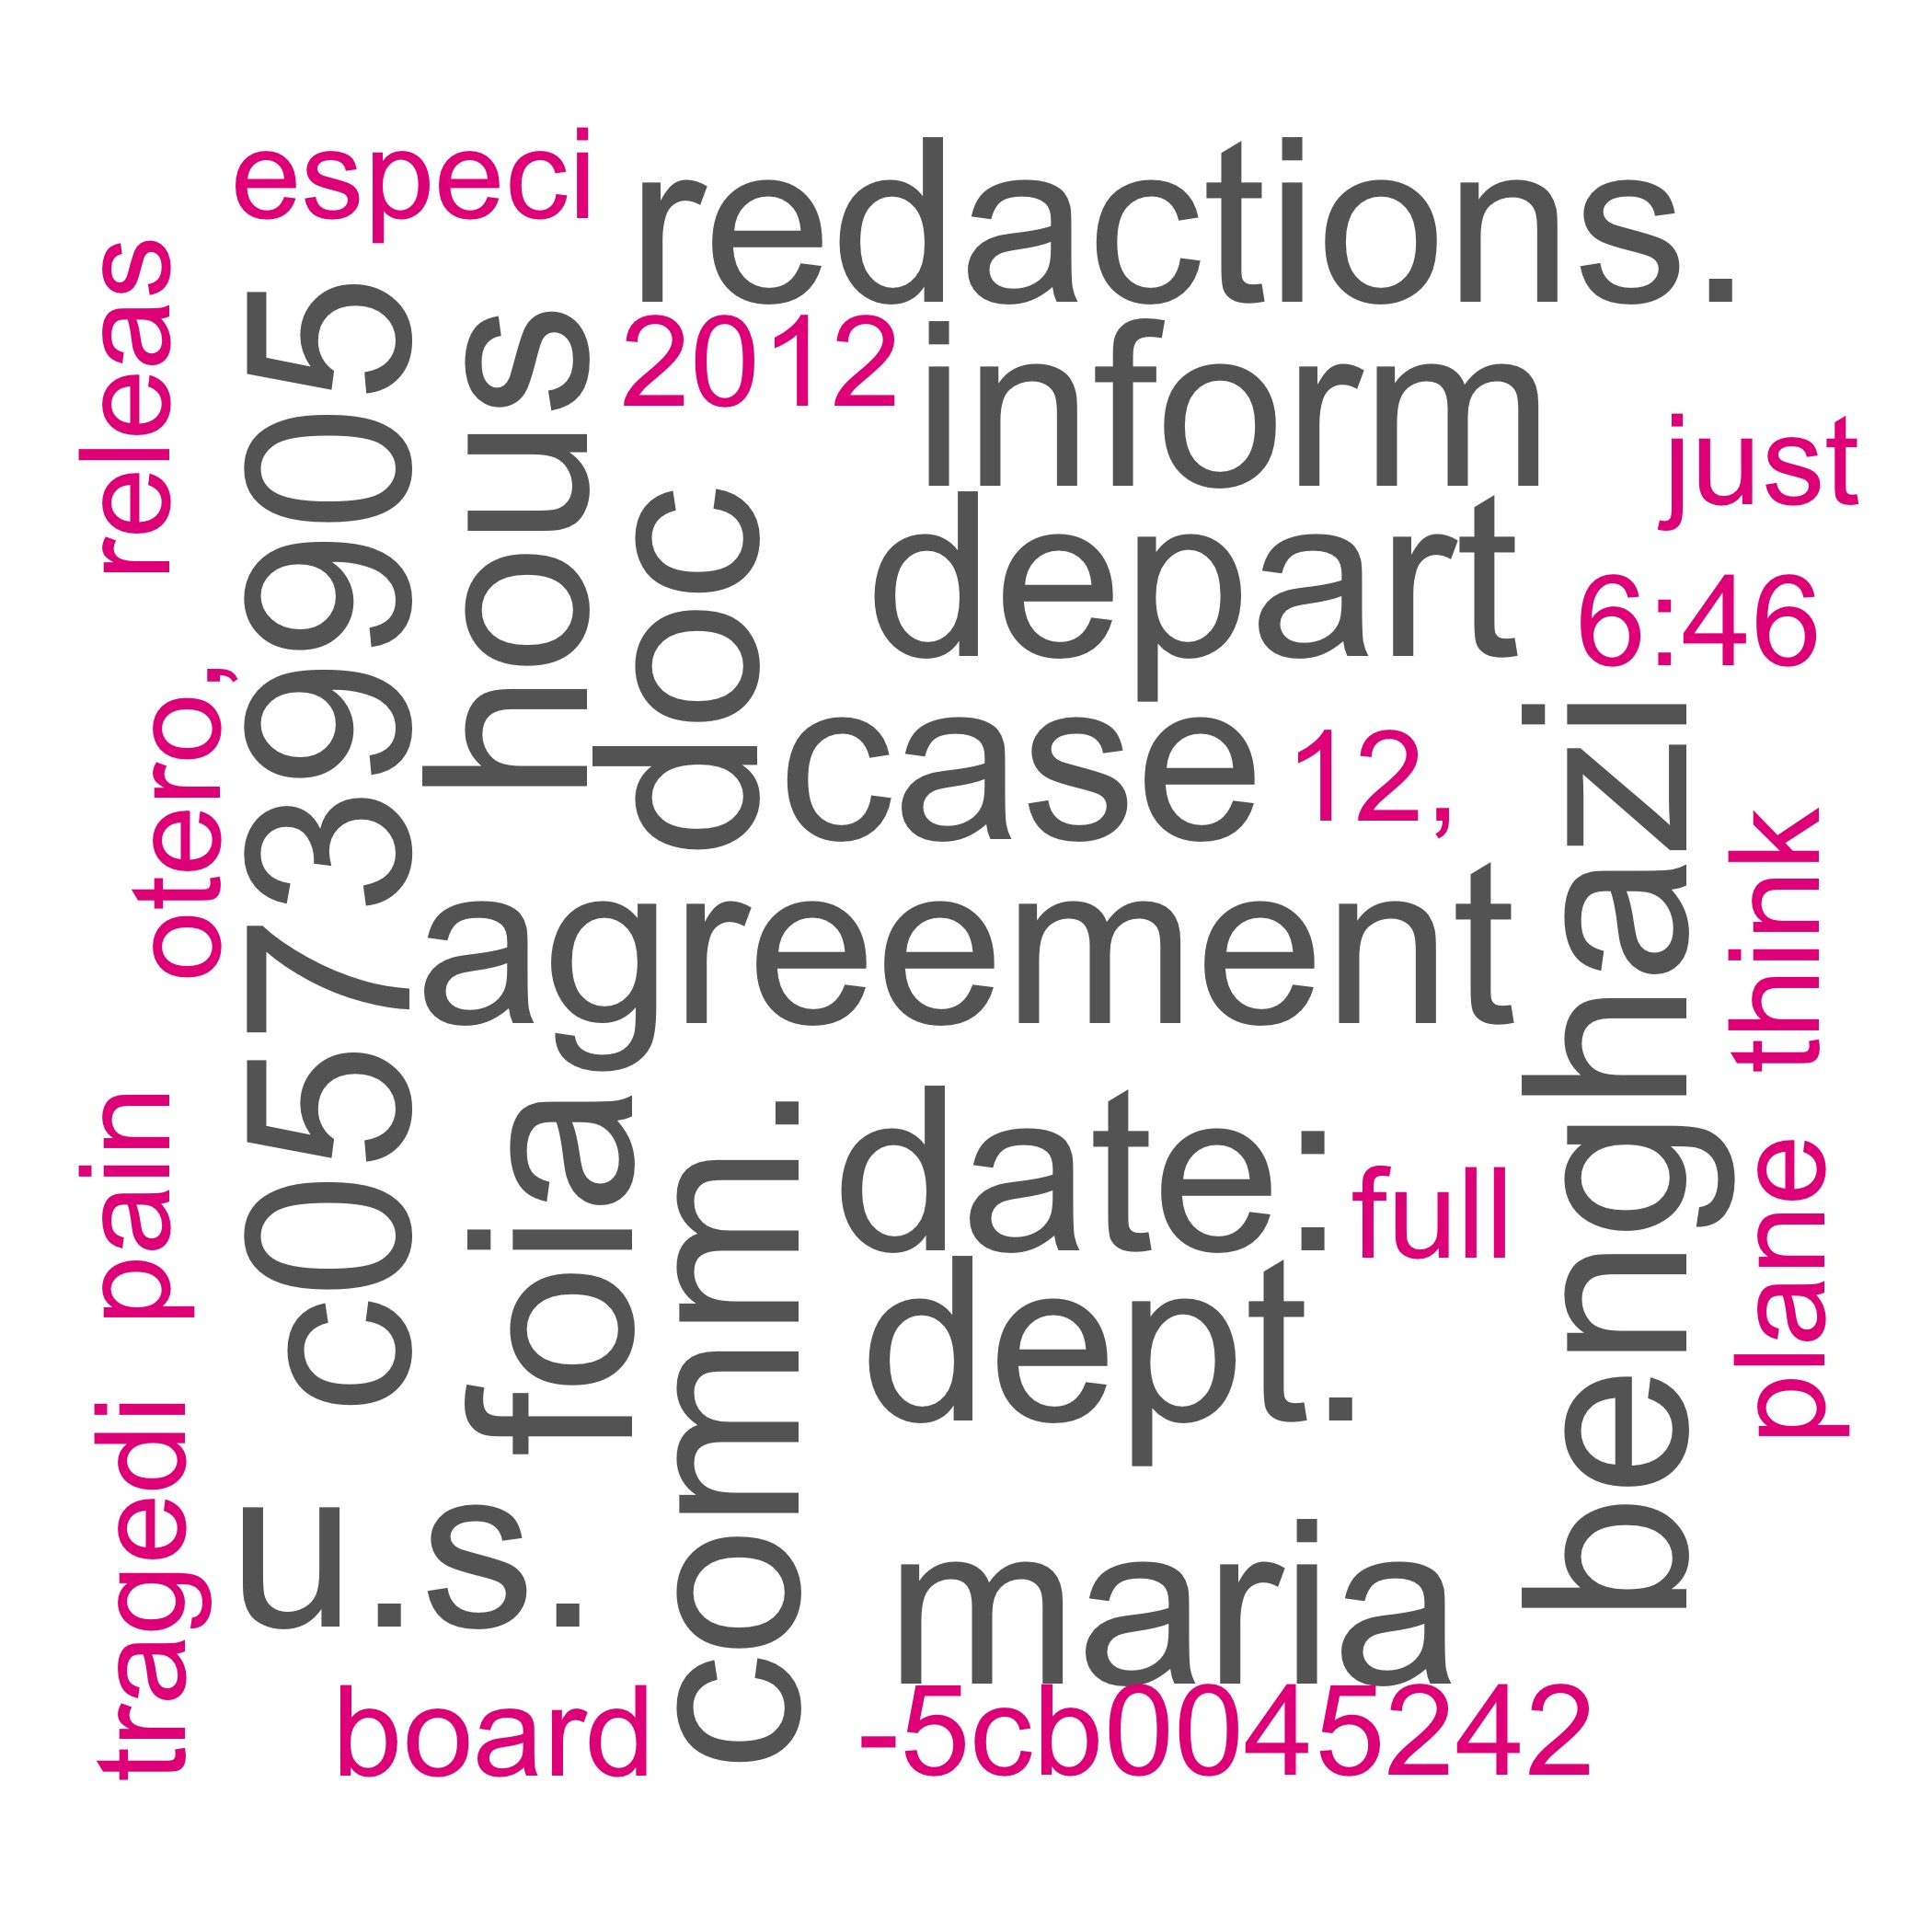 especi
redactions.
releas
c05739905
hous
2012
inform
just
doc
depart
6:46
otero,
case
12,
benghazi
think
agreement
pain
foia
comm.
date:
full
plane
dept.
tragedi
u.s.
maria
board
-5cb0045242